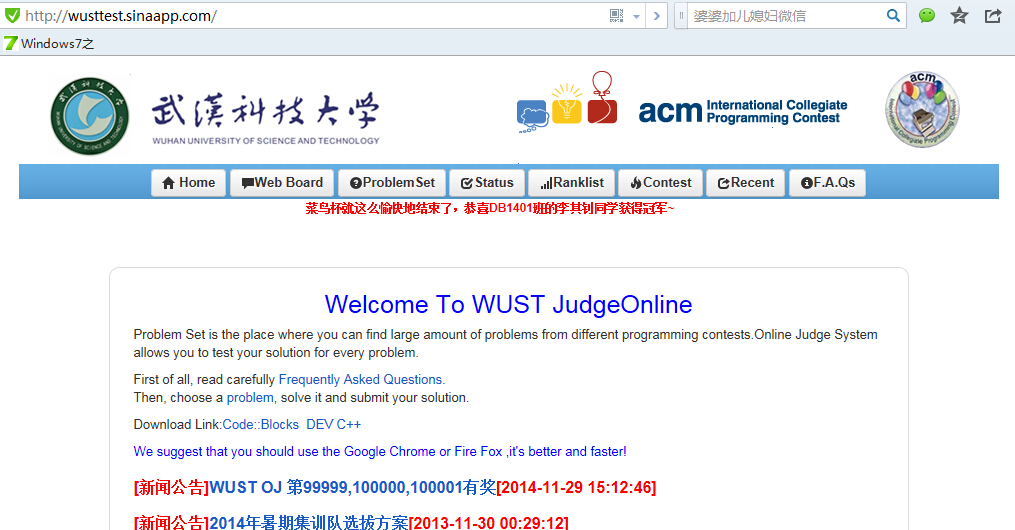 http://wusttest.sinaapp.com/
婆婆加儿媳妇微信
Windows7之
武漢科技大学
WUHAN UNIVERSITY OF SCIENCE AND TECHNOLOGY
acm International Collegiate
Programming Contest
acm
Home Web Board ProblemSet Status Ranklist Contest Recent F.A.Qs
菜鸟杯就这么愉快地结束了，恭喜DB1401班的李其钊同学获得冠军~
Welcome To WUST JudgeOnline
Problem Set is the place where you can find large amount of problems from different programming contests.Online Judge System
allows you to test your solution for every problem.
First of all, read carefully Frequently Asked Questions.
Then, choose a problem, solve it and submit your solution.
Download Link:Code::Blocks DEV C++
We suggest that you should use the Google Chrome or Fire Fox ,it's better and faster!
[新闻公告]WUST OJ 第99999,100000,100001有奖[2014-11-29 15:12:46]
[新闻公告]2014年暑期集训队选拔方案[2013-11-30 00:29:12]